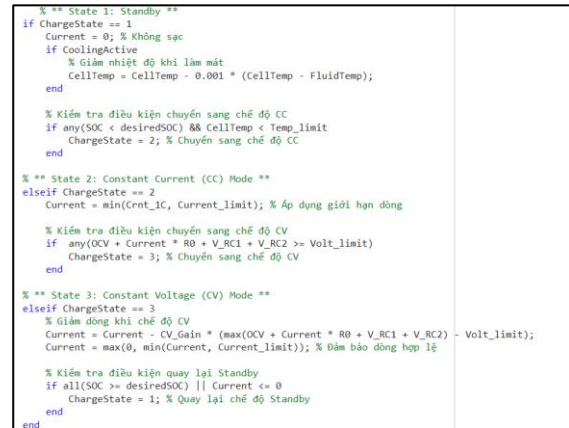 % ** State 1: Standby **
if ChargeState == 1
    Current = 0; % Không sạc
    if CoolingActive
        % Giảm nhiệt độ khi làm mát
        CellTemp = CellTemp - 0.001 * (CellTemp - FluidTemp);
    end

    % Kiểm tra điều kiện chuyển sang chế độ CC
    if any(SOC < desiredSOC) && CellTemp < Temp_limit
        ChargeState = 2; % Chuyển sang chế độ CC
    end

% ** State 2: Constant Current (CC) Mode **
elseif ChargeState == 2
    Current = min(Crnt_1C, Current_limit); % Áp dụng giới hạn dòng

    % Kiểm tra điều kiện chuyển sang chế độ CV
    if  any(OCV + Current * R0 + V_RC1 + V_RC2 >= Volt_limit)
        ChargeState = 3; % Chuyển sang chế độ CV
    end

% ** State 3: Constant Voltage (CV) Mode **
elseif ChargeState == 3
    % Giảm dòng khi chế độ CV
    Current = Current - CV_Gain * (max(OCV + Current * R0 + V_RC1 + V_RC2) - Volt_limit);
    Current = max(0, min(Current, Current_limit)); % Đảm bảo dòng hợp lệ

    % Kiểm tra điều kiện quay lại Standby
    if all(SOC >= desiredSOC) || Current <= 0
        ChargeState = 1; % Quay lại chế độ Standby
    end
end